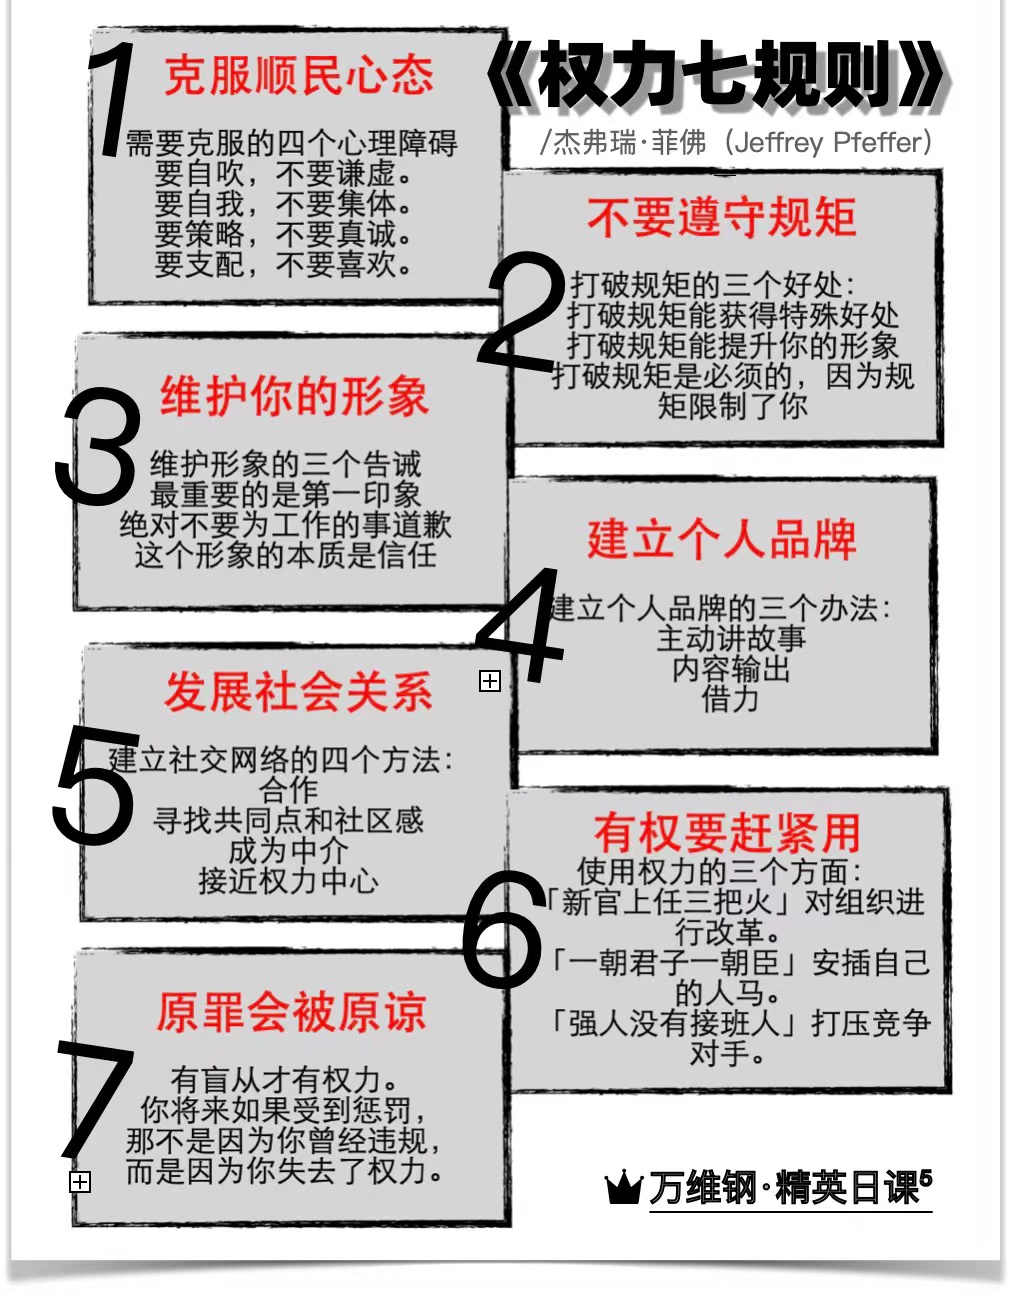 《权力七规则》
/杰弗瑞·菲佛（Jeffrey Pfeffer）
1
克服顺民心态
需要克服的四个心理障碍
要自吹，不要谦虚。
要自我，不要集体。
要策略，不要真诚。
要支配，不要喜欢。
2
不要遵守规矩
打破规矩的三个好处：
打破规矩能获得特殊好处
打破规矩能提升你的形象
打破规矩是必须的，因为规
矩限制了你
3
维护你的形象
维护形象的三个告诫
最重要的是第一印象
绝对不要为工作的事道歉
这个形象的本质是信任
4
建立个人品牌
建立个人品牌的三个办法：
主动讲故事
内容输出
借力
5
发展社会关系
建立社交网络的四个方法：
合作
寻找共同点和社区感
成为中介
接近权力中心
6
有权要赶紧用
使用权力的三个方面：
「新官上任三把火」对组织进
行改革。
「一朝君子一朝臣」安插自己
的人马。
「强人没有接班人」打压竞争
对手。
7
原罪会被原谅
有盲从才有权力。
你将来如果受到惩罚，
那不是因为你曾经违规，
而是因为你失去了权力。
万维钢·精英日课⁵